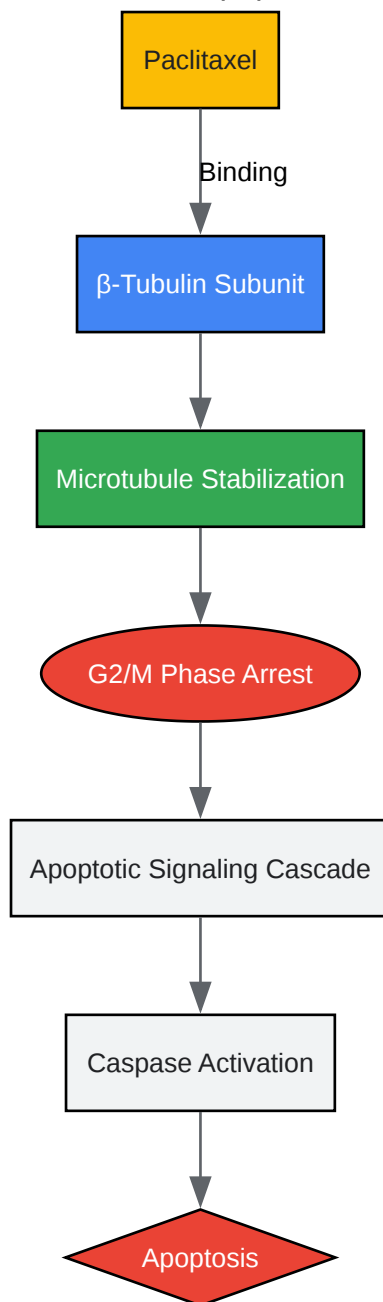 Paclitaxel
Binding
β-Tubulin Subunit
Microtubule Stabilization
G2/M Phase Arrest
Apoptotic Signaling Cascade
Caspase Activation
Apoptosis